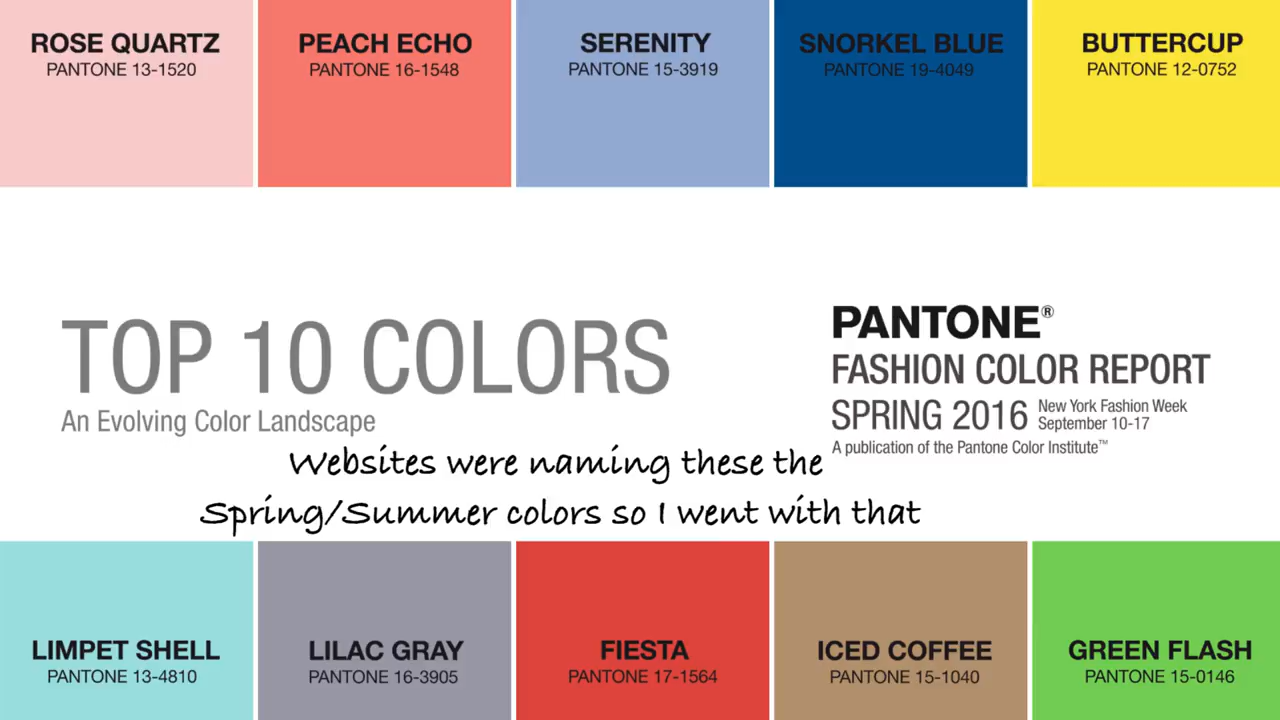 ROSE QUARTZ
PANTONE 13-1520
PEACH ECHO
PANTONE 16-1548
SERENITY
PANTONE 15-3919
SNORKEL BLUE
PANTONE 19-4049
BUTTERCUP
PANTONE 12-0752
TOP 10 COLORS
An Evolving Color Landscape
PANTONE®
FASHION COLOR REPORT
SPRING 2016 New York Fashion Week
September 10-17
A publication of the Pantone Color Institute™
Websites were naming these the
Spring/Summer colors so I went with that
LIMPET SHELL
PANTONE 13-4810
LILAC GRAY
PANTONE 16-3905
FIESTA
PANTONE 17-1564
ICED COFFEE
PANTONE 15-1040
GREEN FLASH
PANTONE 15-0146